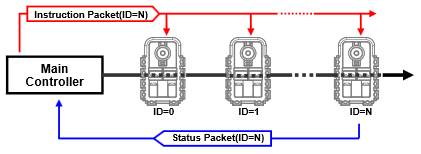 Instruction Packet(ID=N)
Main
Controller
ID=0
ID=1
ID=N
Status Packet(ID=N)